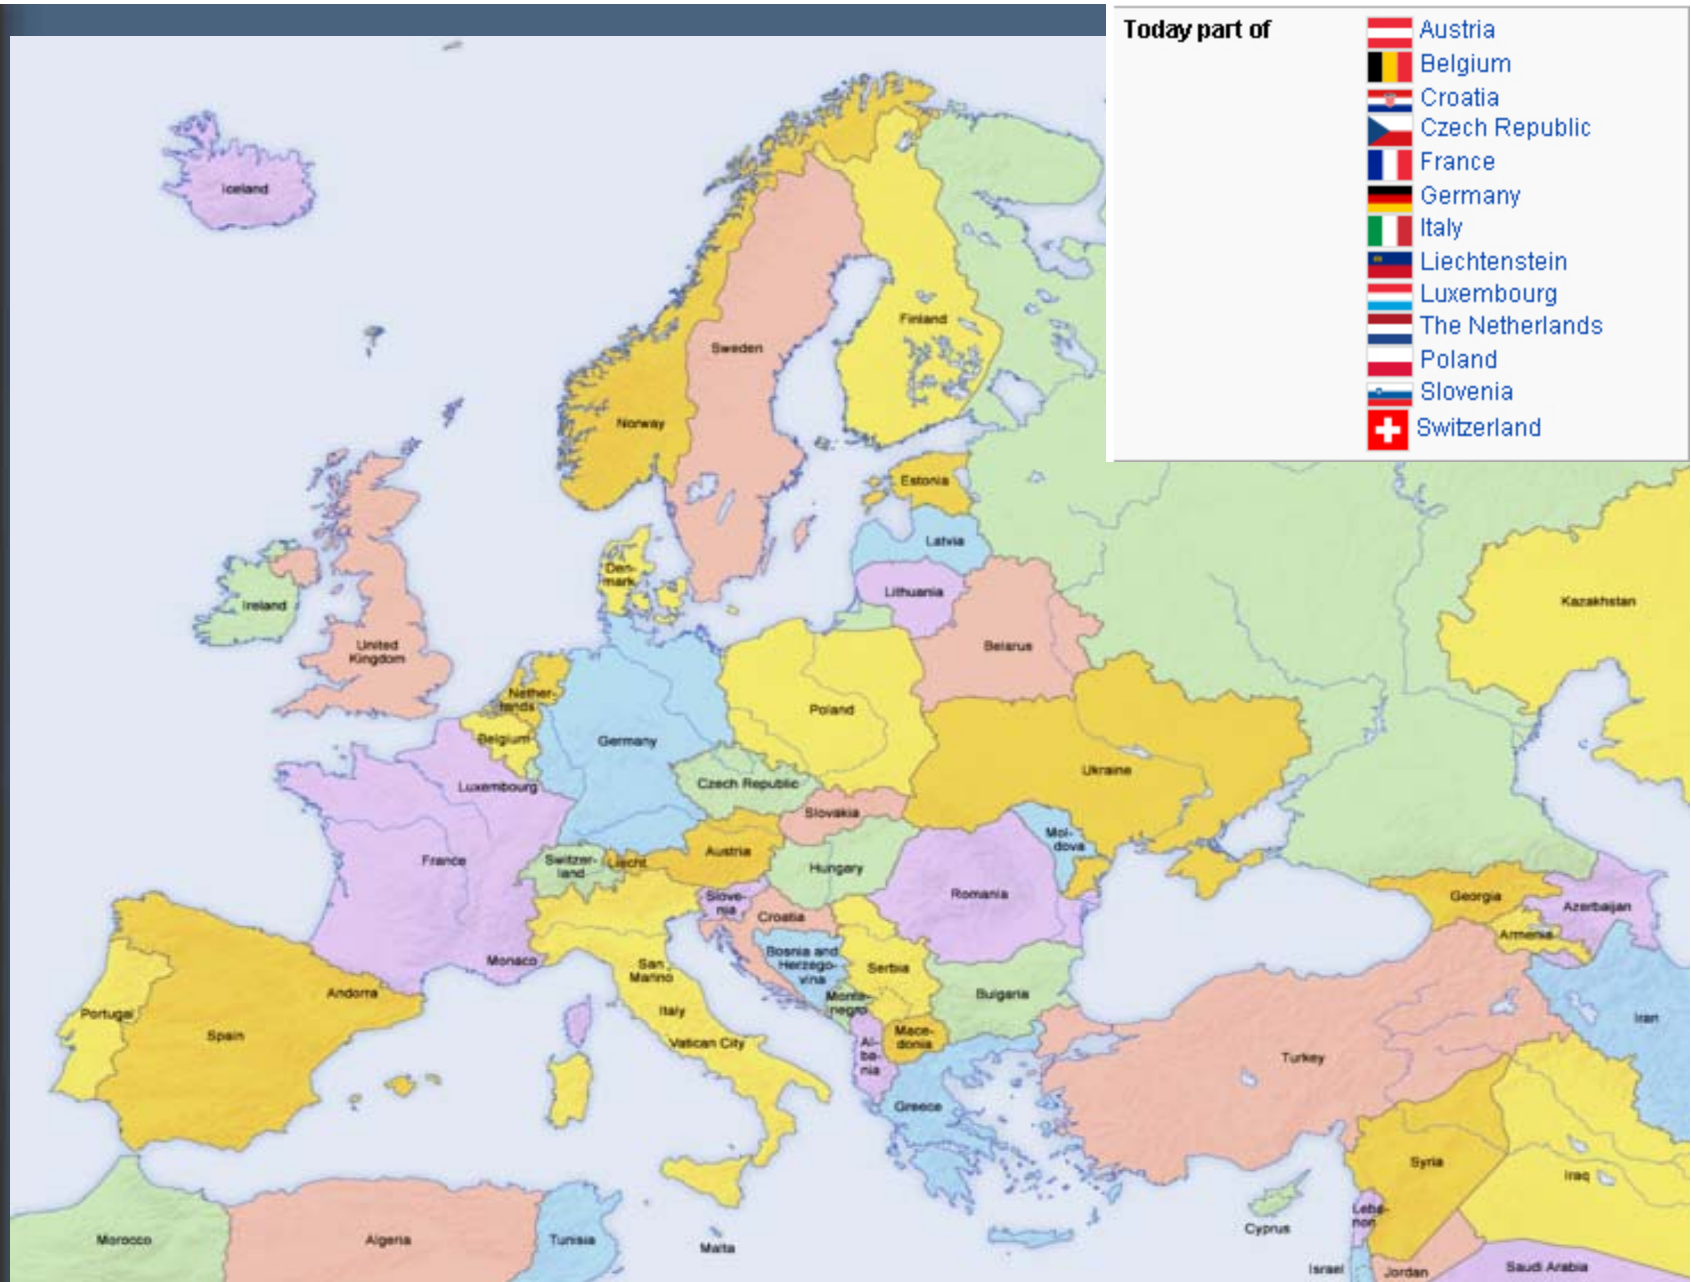 Today part of
Austria
Belgium
Croatia
Czech Republic
France
Germany
Italy
Liechtenstein
Luxembourg
The Netherlands
Poland
Slovenia
Switzerland
Iceland
Finland
Sweden
Norway
Estonia
Latvia
Lithuania
Den-
mark
Ireland
United
Kingdom
Belarus
Kazakhstan
Nether-
lands
Poland
Belgium
Germany
Ukraine
Czech Republic
Luxembourg
Slovakia
Mol-
dova
Austria
France
Switzer-
land
Liecht.
Hungary
Romania
Slove-
nia
Croatia
Georgia
Azerbaijan
Armenia
Bosnia and
Herzego-
vina
Monaco
San
Marino
Serbia
Andorra
Bulgaria
Monte-
negro
Portugal
Spain
Italy
Iran
Vatican City
Mace-
donia
Al-
ba-
nia
Turkey
Greece
Syria
Iraq
Leba-
non
Cyprus
Morocco
Algeria
Tunisia
Malta
Israel
Jordan
Saudi Arabia